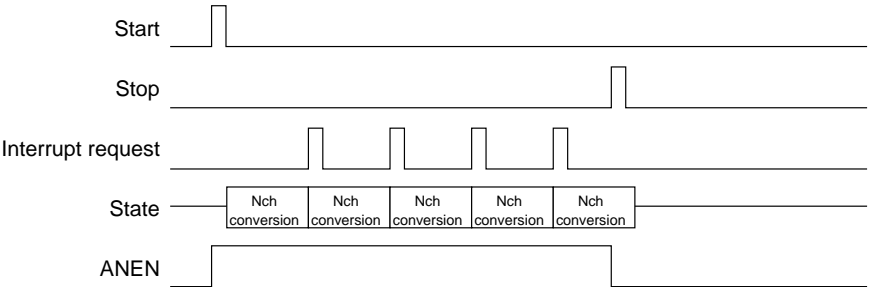 Start
Stop
Interrupt request
State
Nch Nch Nch Nch Nch
conversion conversion conversion conversion conversion
ANEN